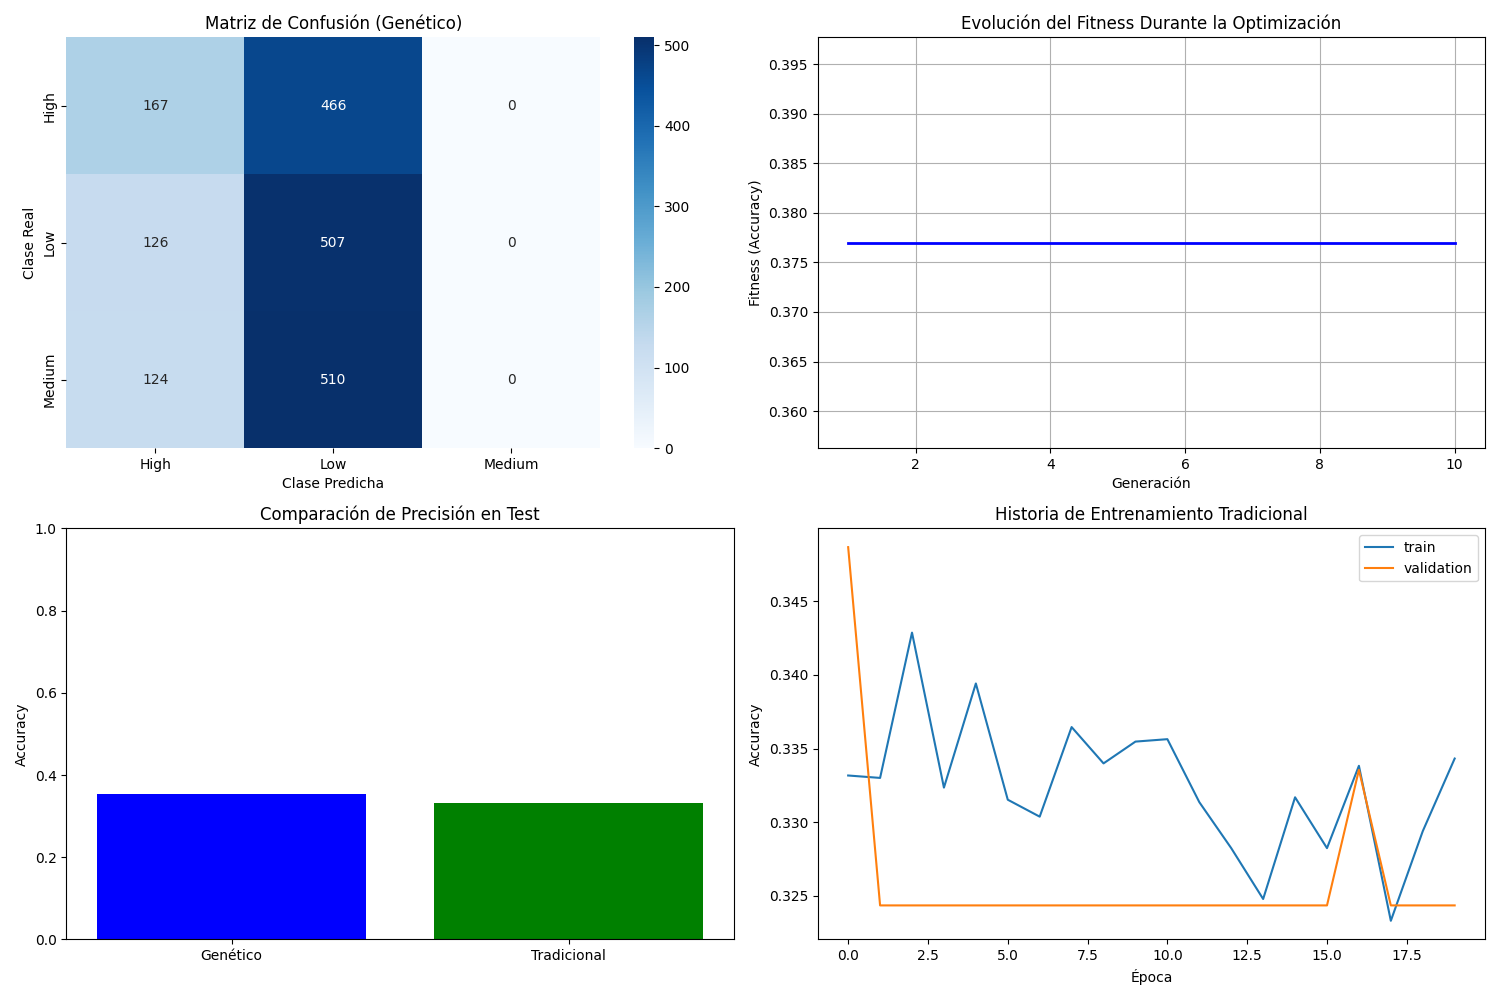 Matriz de Confusión (Genético)
Clase Real
High
Low
Medium
167 466 0
126 507 0
124 510 0
High Low Medium
Clase Predicha
500
400
300
200
100
0
Evolución del Fitness Durante la Optimización
Fitness (Accuracy)
0.395
0.390
0.385
0.380
0.375
0.370
0.365
0.360
2 4 6 8 10
Generación
Comparación de Precisión en Test
Accuracy
1.0
0.8
0.6
0.4
0.2
0.0
Genético Tradicional
Historia de Entrenamiento Tradicional
train
validation
Accuracy
0.345
0.340
0.335
0.330
0.325
0.0 2.5 5.0 7.5 10.0 12.5 15.0 17.5
Época